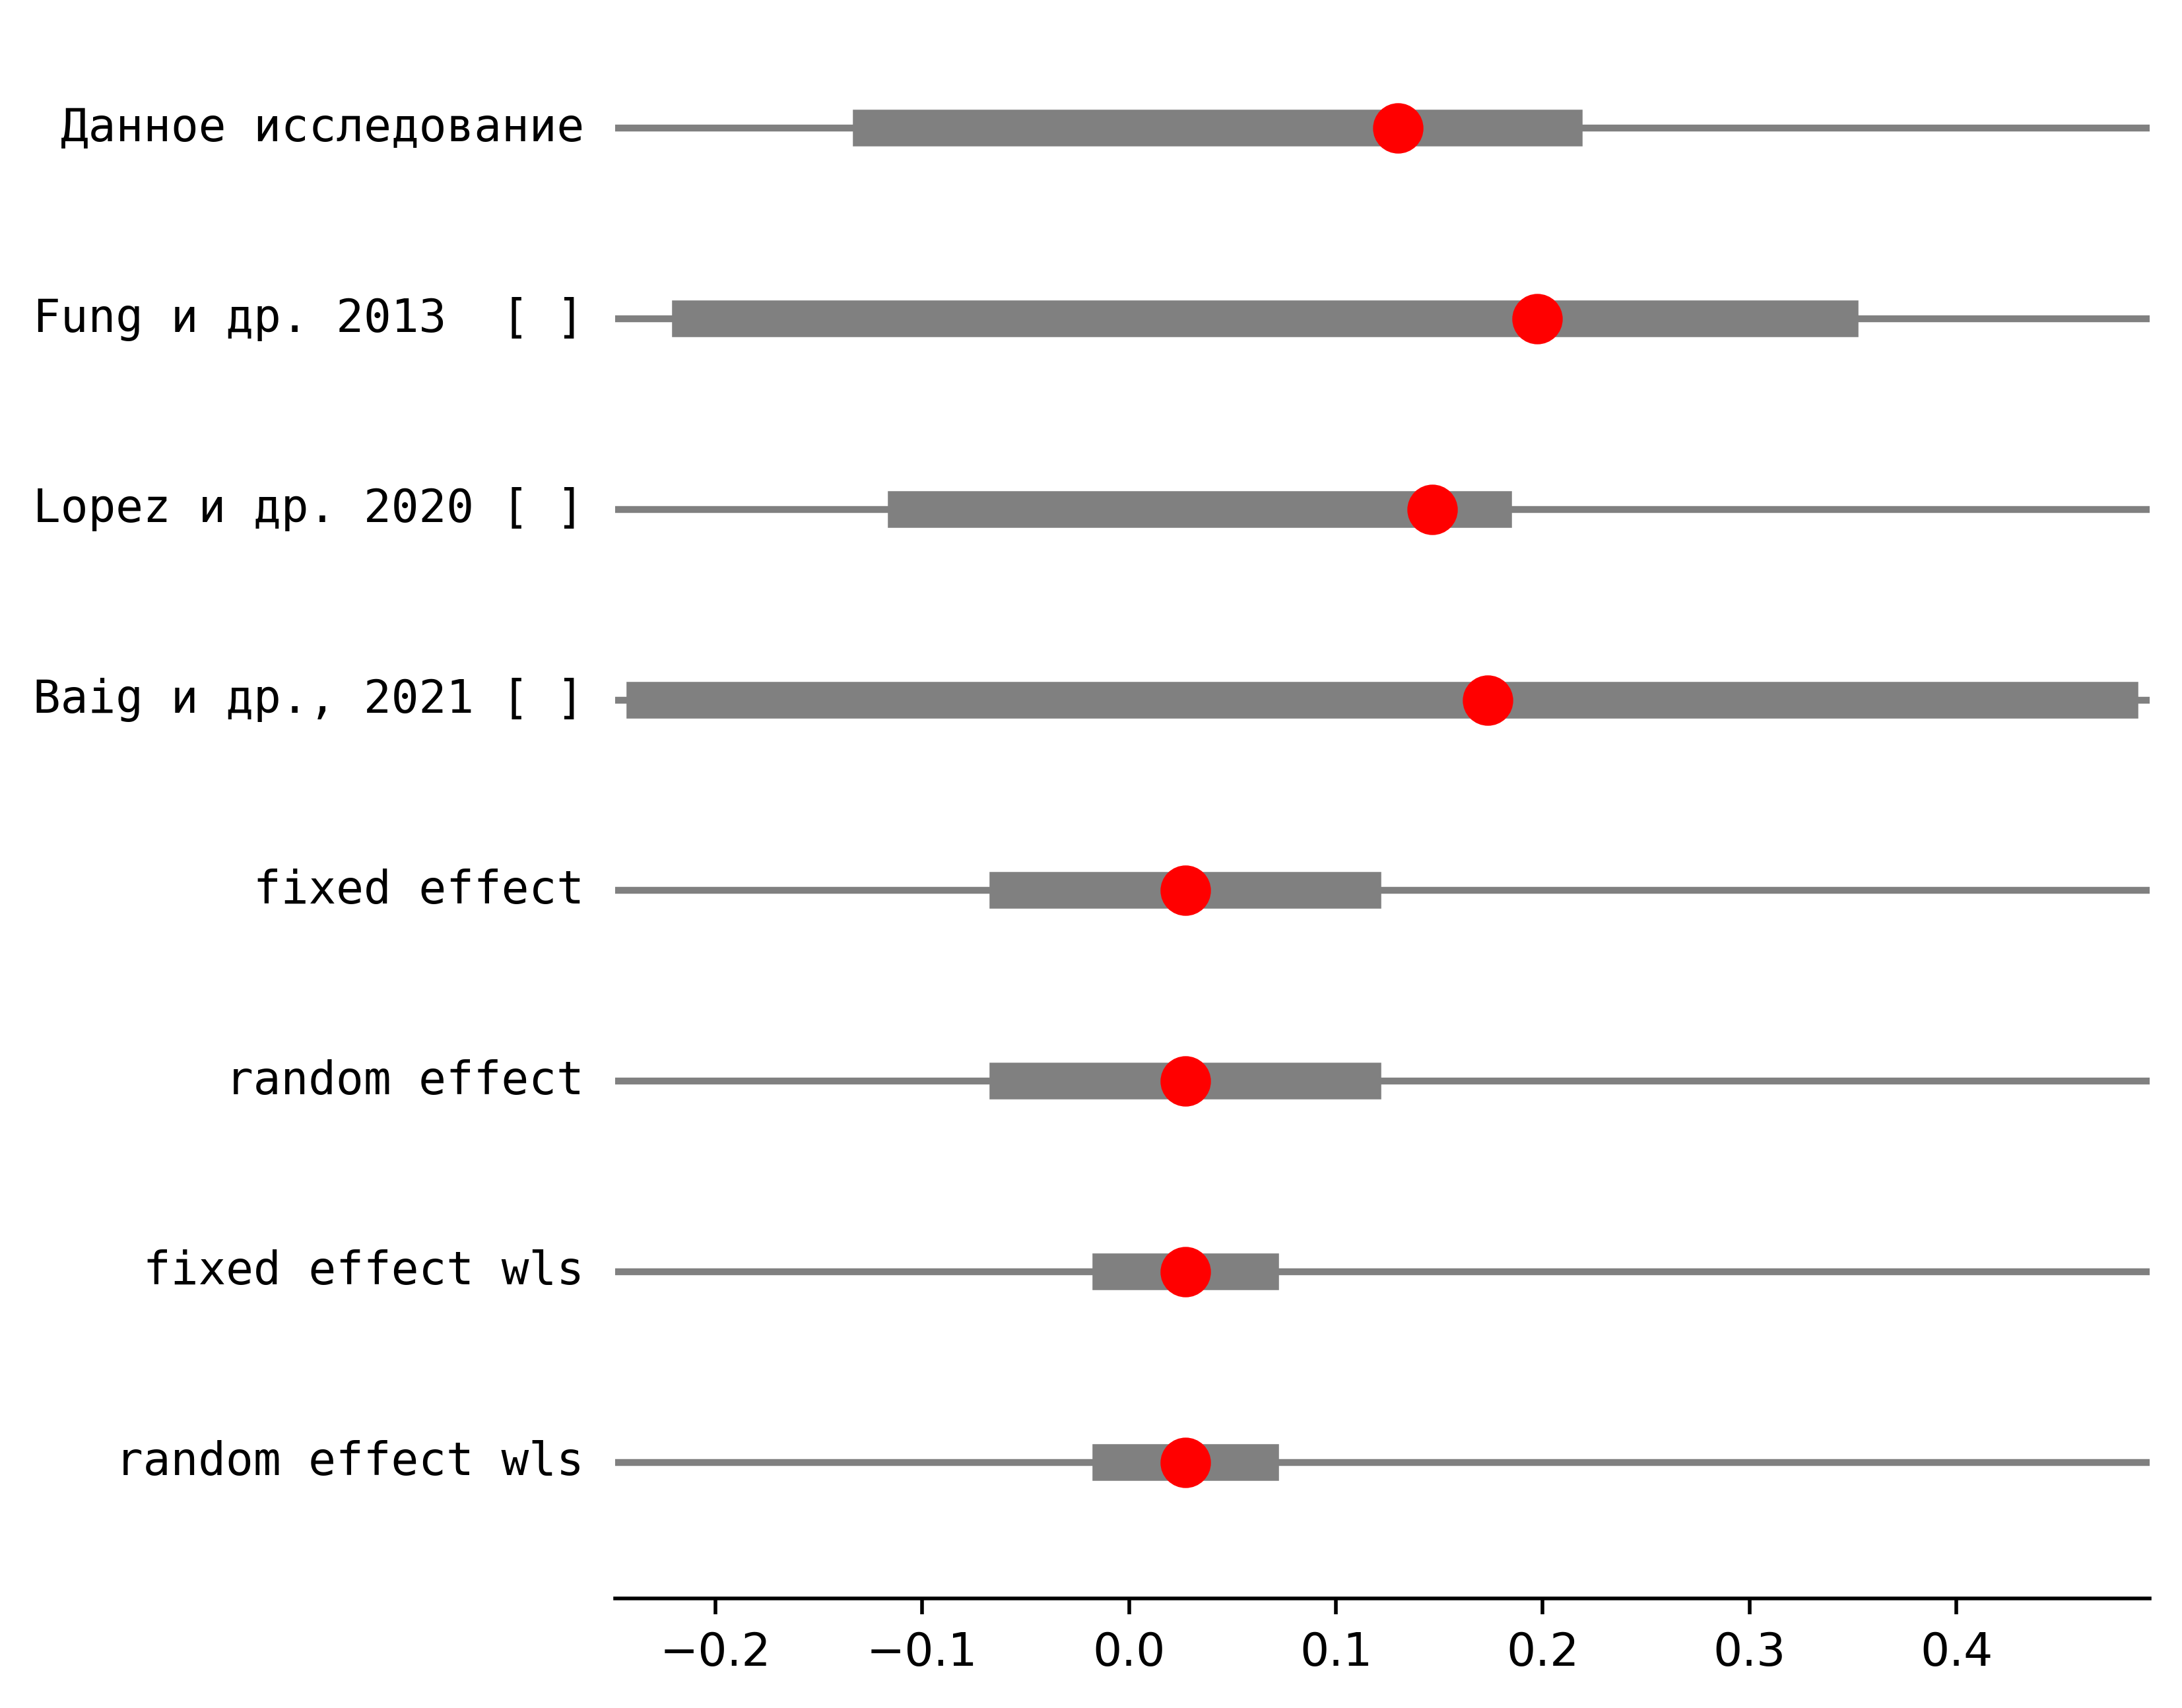 Данное исследование
Fung и др. 2013  [ ]
Lopez и др. 2020 [ ]
Baig и др., 2021 [ ]
fixed effect
random effect
fixed effect wls
random effect wls
−0.2 −0.1 0.0 0.1 0.2 0.3 0.4